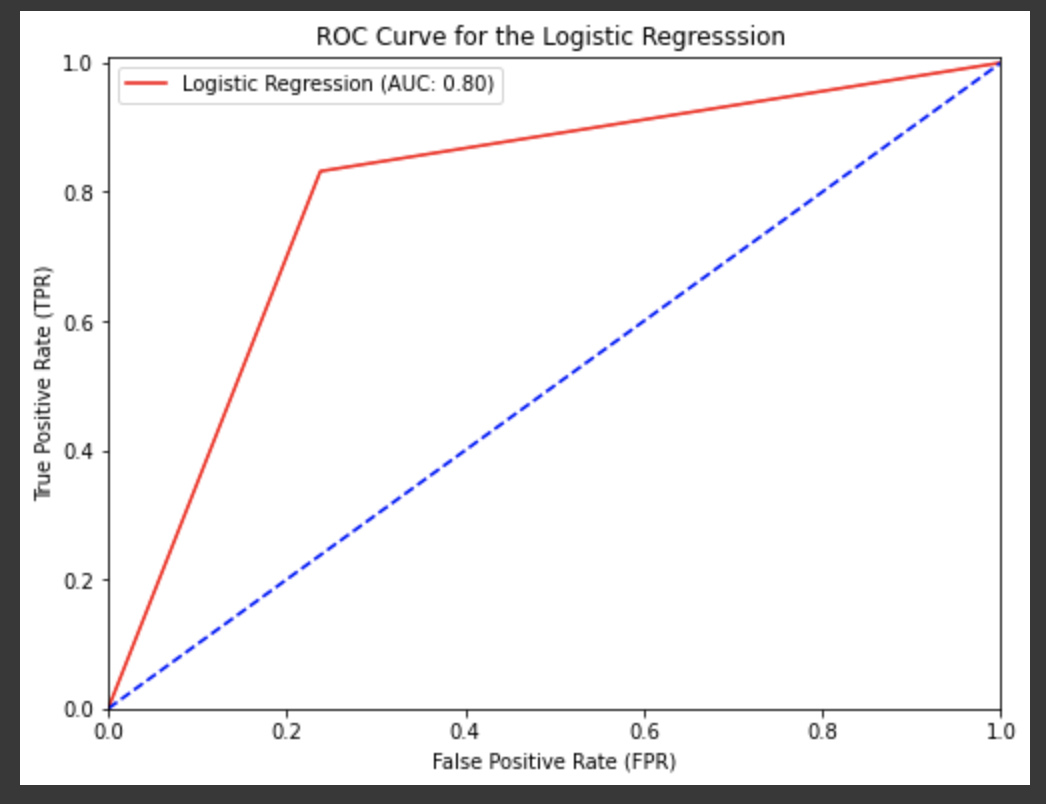 ROC Curve for the Logistic Regresssion
Logistic Regression (AUC: 0.80)
True Positive Rate (TPR)
1.0
0.8
0.6
0.4
0.2
0.0
0.0 0.2 0.4 0.6 0.8 1.0
False Positive Rate (FPR)